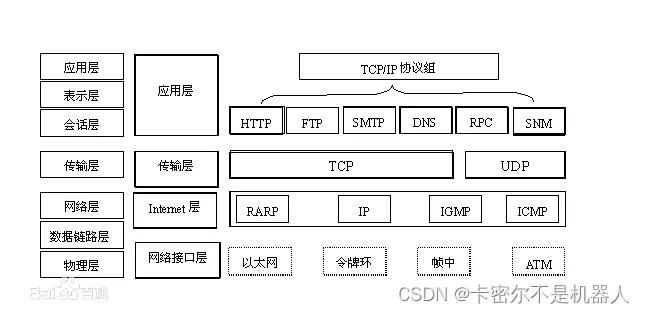 应用层
表示层
会话层
传输层
网络层
数据链路层
物理层
应用层
传输层
Internet 层
网络接口层
TCP/IP 协议组
HTTP FTP SMTP DNS RPC SNM
TCP UDP
RARP IP IGMP ICMP
以太网 令牌环 帧中 ATM
Bai百科
CSDN @卡密尔不是机器人